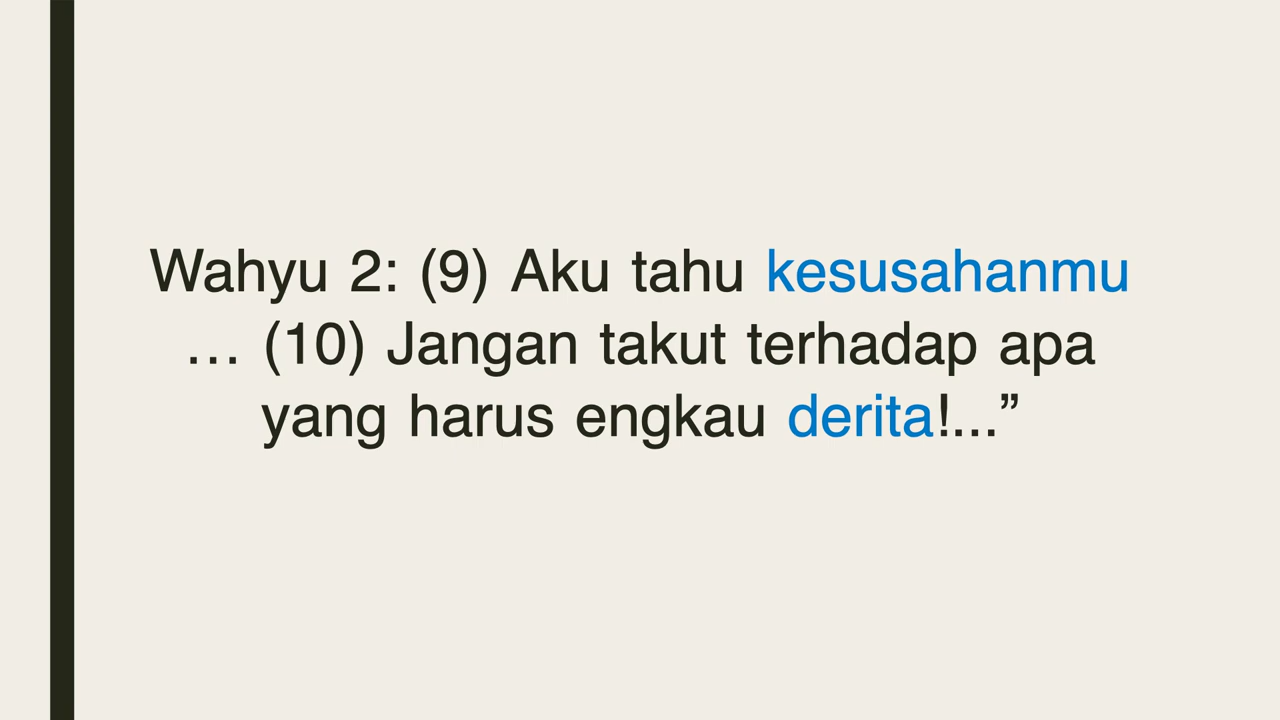 Wahyu 2: (9) Aku tahu kesusahanmu
… (10) Jangan takut terhadap apa
yang harus engkau derita!...”